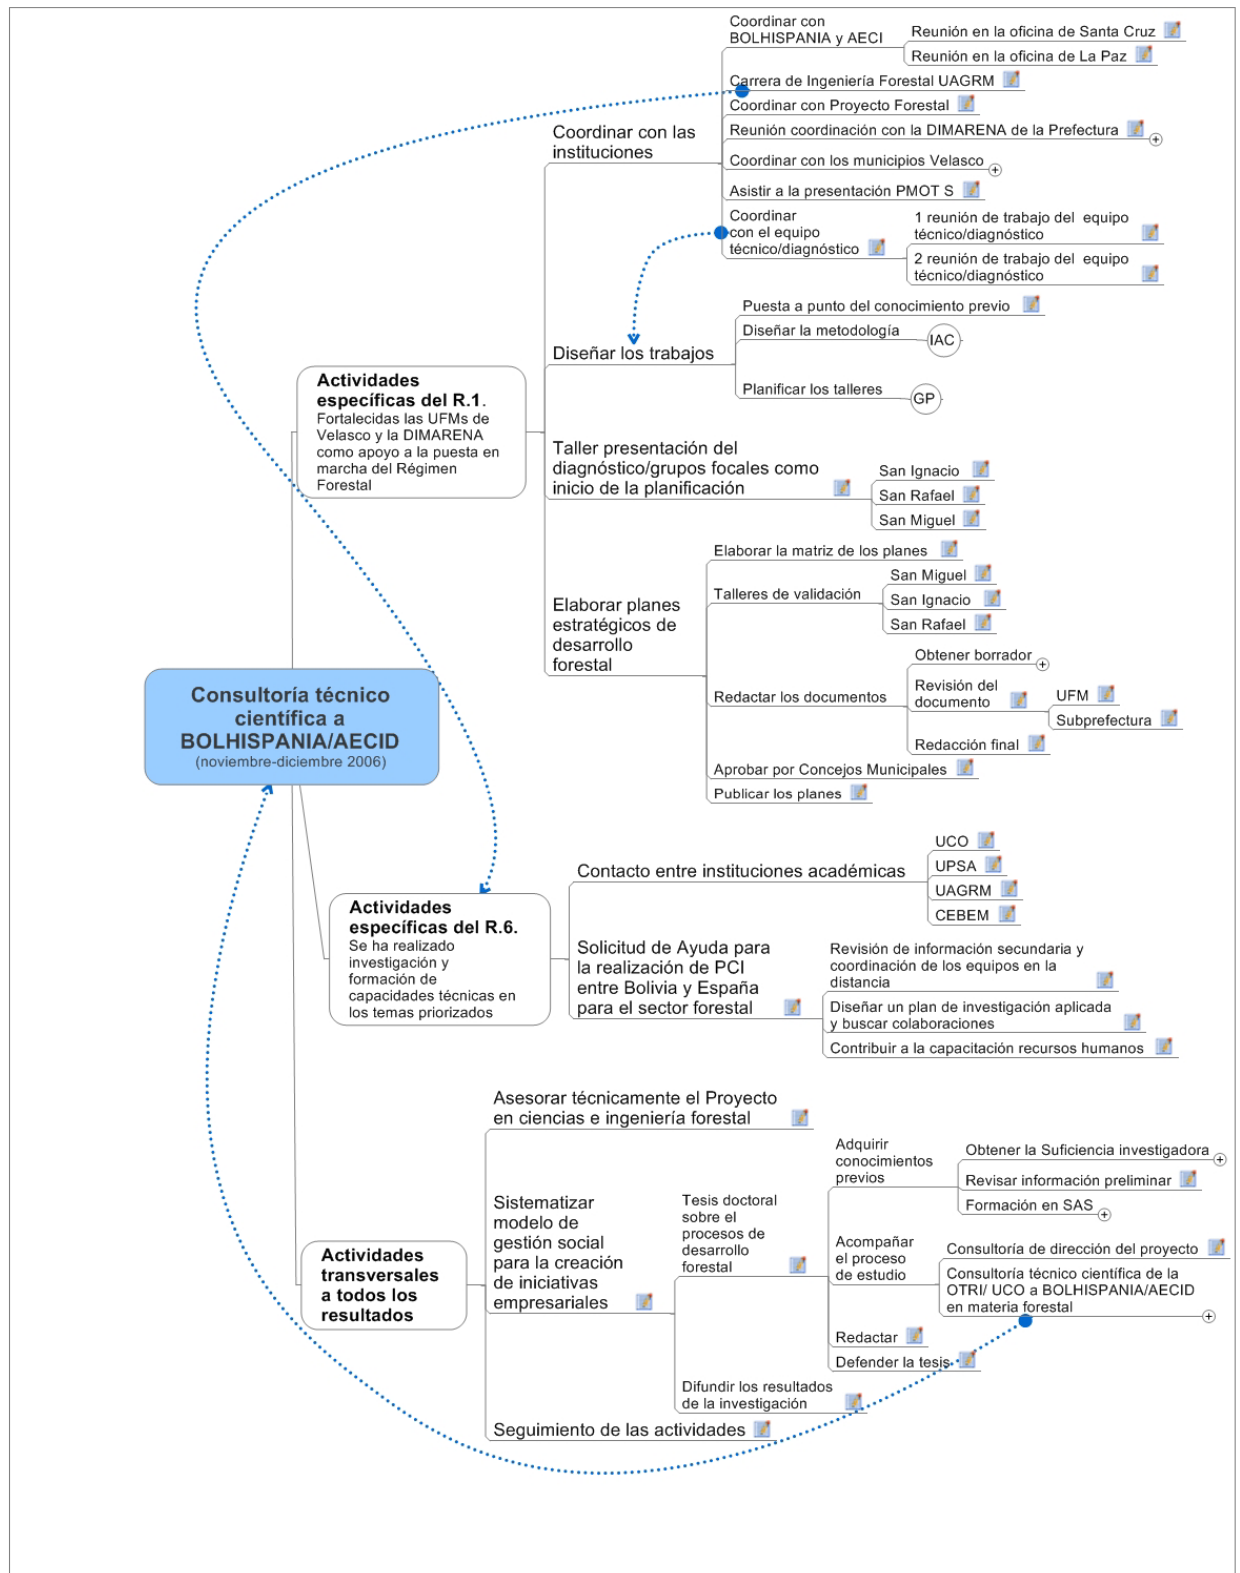 Coordinar con
BOLHISPANIA y AECI
Reunión en la oficina de Santa Cruz
Reunión en la oficina de La Paz
Carrera de Ingeniería Forestal UAGRM
Coordinar con Proyecto Forestal
Coordinar con las
instituciones
Reunión coordinación con la DIMARENA de la Prefectura
Coordinar con los municipios Velasco
Asistir a la presentación PMOT S
Coordinar
con el equipo
técnico/diagnóstico
1 reunión de trabajo del equipo
técnico/diagnóstico
2 reunión de trabajo del equipo
técnico/diagnóstico
Diseñar los trabajos
Puesta a punto del conocimiento previo
Diseñar la metodología
IAC
Planificar los talleres
GP
Actividades
específicas del R.1.
Fortalecidas las UFMs de
Velasco y la DIMARENA
como apoyo a la puesta en
marcha del Régimen
Forestal
Taller presentación del
diagnóstico/grupos focales como
inicio de la planificación
San Ignacio
San Rafael
San Miguel
Elaborar planes
estratégicos de
desarrollo
forestal
Elaborar la matriz de los planes
Talleres de validación
San Miguel
San Ignacio
San Rafael
Redactar los documentos
Obtener borrador
Revisión del
documento
UFM
Subprefectura
Redacción final
Aprobar por Concejos Municipales
Publicar los planes
Consultoría técnico
científica a
BOLHISPANIA/AECID
(noviembre-diciembre 2006)
Actividades
específicas del R.6.
Se ha realizado
investigación y
formación de
capacidades técnicas en
los temas priorizados
Contacto entre instituciones académicas
UCO
UPSA
UAGRM
CEBEM
Solicitud de Ayuda para
la realización de PCI
entre Bolivia y España
para el sector forestal
Revisión de información secundaria y
coordinación de los equipos en la
distancia
Diseñar un plan de investigación aplicada
y buscar colaboraciones
Contribuir a la capacitación recursos humanos
Actividades
transversales
a todos los
resultados
Asesorar técnicamente el Proyecto
en ciencias e ingeniería forestal
Sistematizar
modelo de
gestión social
para la creación
de iniciativas
empresariales
Tesis doctoral
sobre el
procesos de
desarrollo
forestal
Adquirir
conocimientos
previos
Obtener la Suficiencia investigadora
Revisar información preliminar
Formación en SAS
Acompañar
el proceso
de estudio
Consultoría de dirección del proyecto
Consultoría técnico científica de la
OTRI/ UCO a BOLHISPANIA/AECID
en materia forestal
Redactar
Defender la tesis
Difundir los resultados
de la investigación
Seguimiento de las actividades